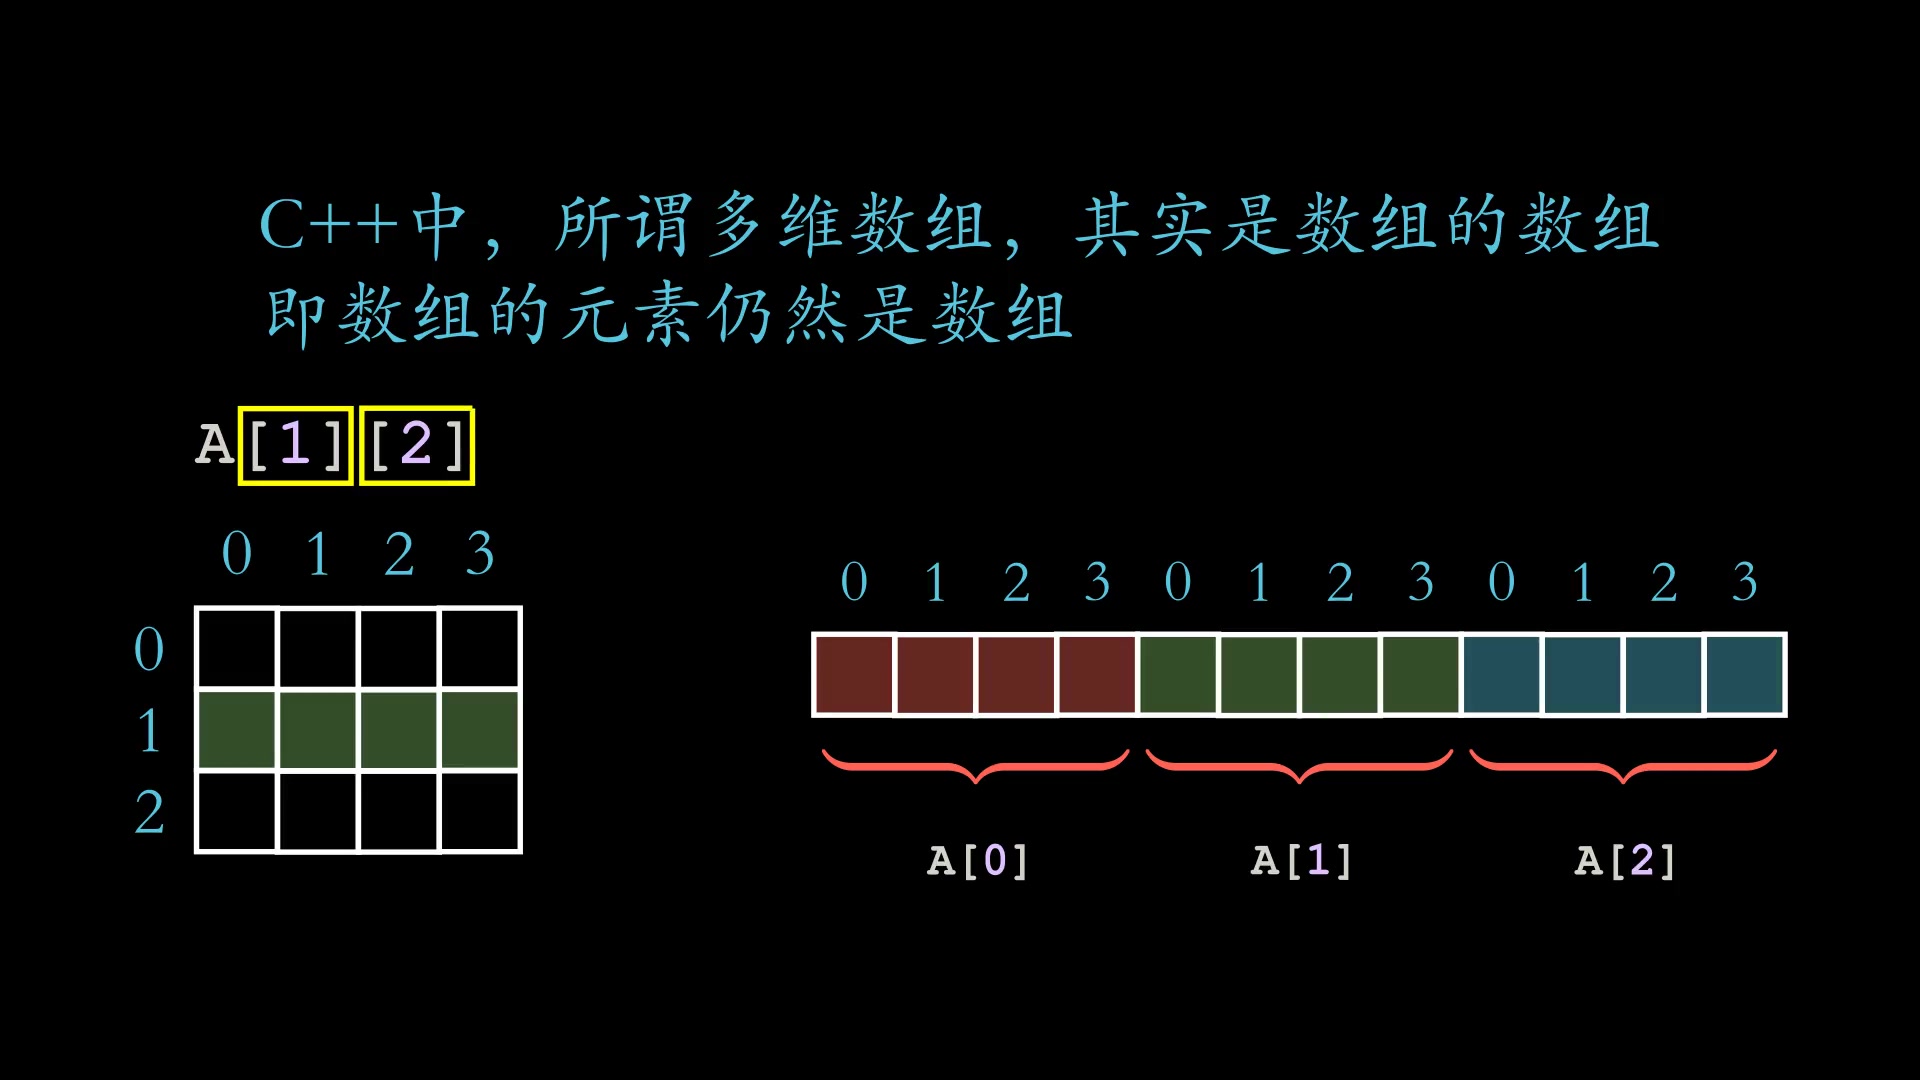 C++中，所谓多维数组，其实是数组的数组
即数组的元素仍然是数组
A[1][2]
0 1 2 3
0
1
2
0 1 2 3 0 1 2 3 0 1 2 3
A[0] A[1] A[2]